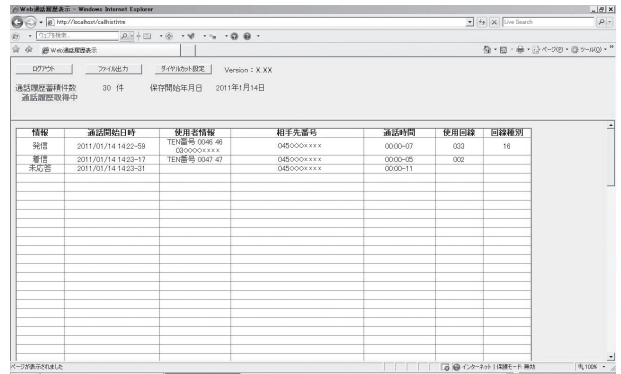 Web通話履歴表示 - Windows Internet Explorer
http://localhost/callhist.htm
Live Search
ウェブ検索
Web通話履歴表示
ページ(P) ツール(O)
ログアウト ファイル出力 ダイヤルカット設定 Version : X.XX
通話履歴蓄積件数 30 件 保存開始年月日 2011年1月14日
通話履歴取得中
情報 通話開始日時 使用者情報 相手先番号 通話時間 使用回線 回線種別
発信 2011/01/14 14:22-59 TEN番号 0046 46 045○○○×××× 00:00-07 033 16
030○○○××××
着信 2011/01/14 14:23-17 TEN番号 0047 47 045○○○×××× 00:00-05 002
未応答 2011/01/14 14:23-31 045○○○×××× 00:00-11
ページが表示されました インターネット | 保護モード: 無効 100%